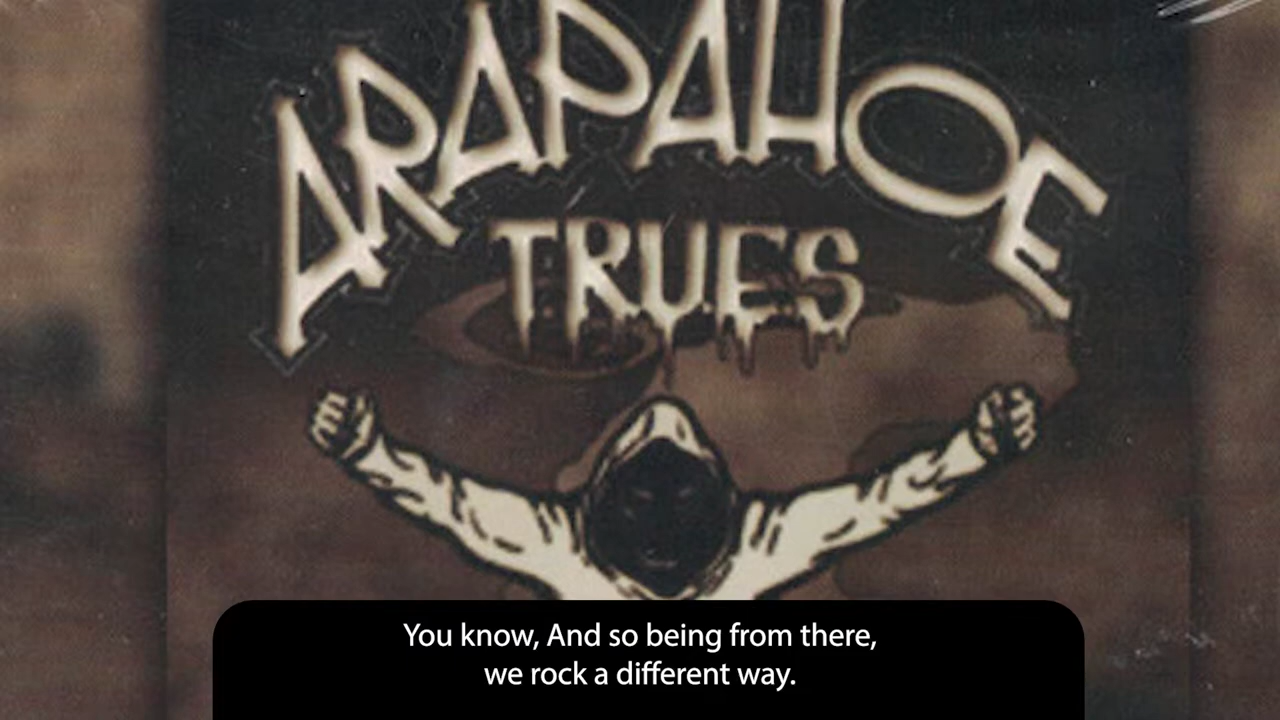 ARAPAHOE
TRUES
You know, And so being from there,
we rock a different way.